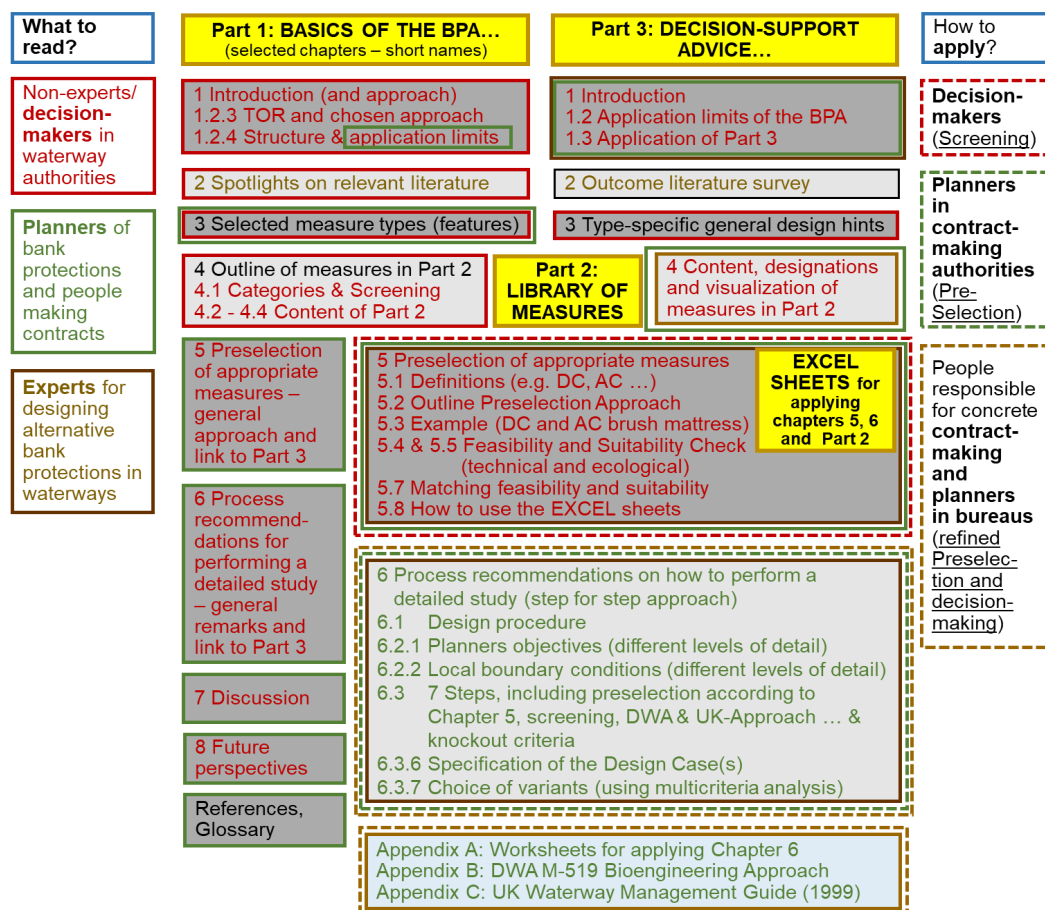 What to
read?
Part 1: BASICS OF THE BPA…
(selected chapters – short names)
Part 3: DECISION-SUPPORT
ADVICE…
How to
apply?
Non-experts/
decision-
makers in
waterway
authorities
Planners of
bank
protections
and people
making
contracts
Experts for
designing
alternative
bank
protections in
waterways
1 Introduction (and approach)
1.2.3 TOR and chosen approach
1.2.4 Structure & application limits
2 Spotlights on relevant literature
3 Selected measure types (features)
4 Outline of measures in Part 2
4.1 Categories & Screening
4.2 - 4.4 Content of Part 2
5 Preselection
of appropriate
measures –
general
approach and
link to Part 3
6 Process
recommend-
dations for
performing a
detailed study
– general
remarks and
link to Part 3
7 Discussion
8 Future
perspectives
References,
Glossary
Part 2:
LIBRARY OF
MEASURES
1 Introduction
1.2 Application limits of the BPA
1.3 Application of Part 3
2 Outcome literature survey
3 Type-specific general design hints
4 Content, designations
and visualization of
measures in Part 2
5 Preselection of appropriate measures
5.1 Definitions (e.g. DC, AC …)
5.2 Outline Preselection Approach
5.3 Example (DC and AC brush mattress)
5.4 & 5.5 Feasibility and Suitability Check
(technical and ecological)
5.7 Matching feasibility and suitability
5.8 How to use the EXCEL sheets
EXCEL
SHEETS for
applying
chapters 5, 6
and Part 2
6 Process recommendations on how to perform a
detailed study (step for step approach)
6.1 Design procedure
6.2.1 Planners objectives (different levels of detail)
6.2.2 Local boundary conditions (different levels of detail)
6.3 7 Steps, including preselection according to
Chapter 5, screening, DWA & UK-Approach … &
knockout criteria
6.3.6 Specification of the Design Case(s)
6.3.7 Choice of variants (using multicriteria analysis)
Appendix A: Worksheets for applying Chapter 6
Appendix B: DWA M-519 Bioengineering Approach
Appendix C: UK Waterway Management Guide (1999)
Decision-
makers
(Screening)
Planners
in
contract-
making
authorities
(Pre-
Selection)
People
responsible
for concrete
contract-
making
and
planners
in bureaus
(refined
Preselec-
tion and
decision-
making)